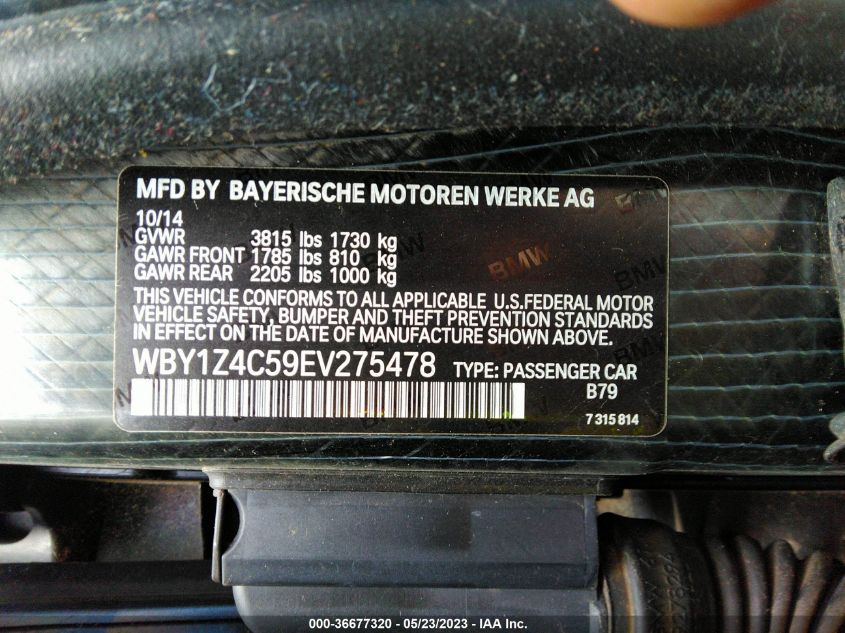 MFD BY BAYERISCHE MOTOREN WERKE AG
10/14
GVWR 3815 lbs 1730 kg
GAWR FRONT 1785 lbs 810 kg
GAWR REAR 2205 lbs 1000 kg
THIS VEHICLE CONFORMS TO ALL APPLICABLE U.S.FEDERAL MOTOR
VEHICLE SAFETY, BUMPER AND THEFT PREVENTION STANDARDS
IN EFFECT ON THE DATE OF MANUFACTURE SHOWN ABOVE.
WBY1Z4C59EV275478 TYPE: PASSENGER CAR
B79
7 315 814
BMW
000-36677320 - 05/23/2023 - IAA Inc.